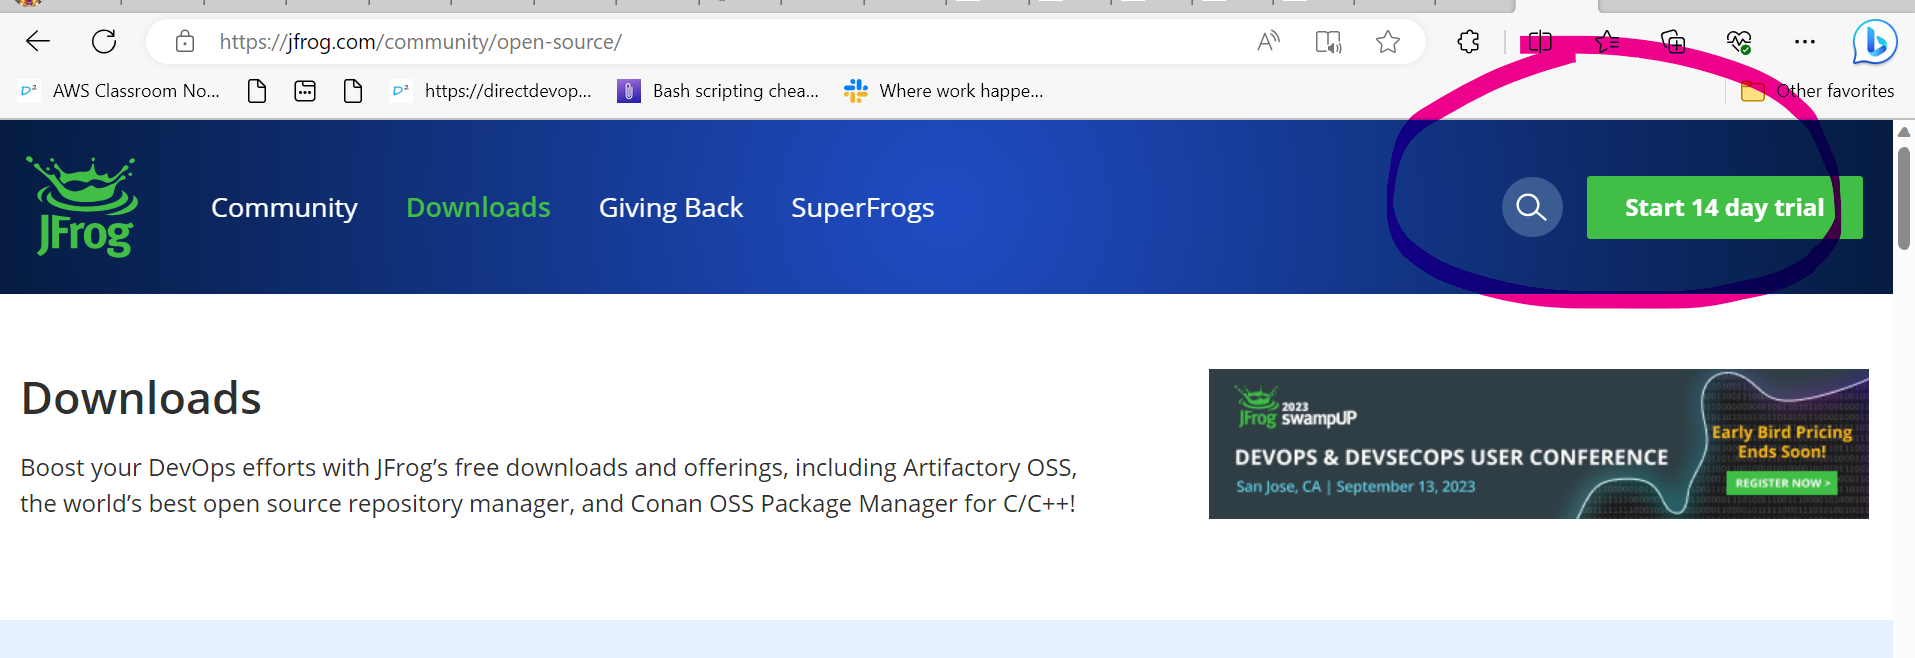 https://jfrog.com/community/open-source/
AWS Classroom No...
https://directdevop...
Bash scripting chea...
Where work happe...
Other favorites
JFrog
Community
Downloads
Giving Back
SuperFrogs
Start 14 day trial
Downloads
Boost your DevOps efforts with JFrog’s free downloads and offerings, including Artifactory OSS,
the world’s best open source repository manager, and Conan OSS Package Manager for C/C++!
JFrog 2023 swampUP
DEVOPS & DEVSECOPS USER CONFERENCE
San Jose, CA | September 13, 2023
Early Bird Pricing
Ends Soon!
REGISTER NOW >